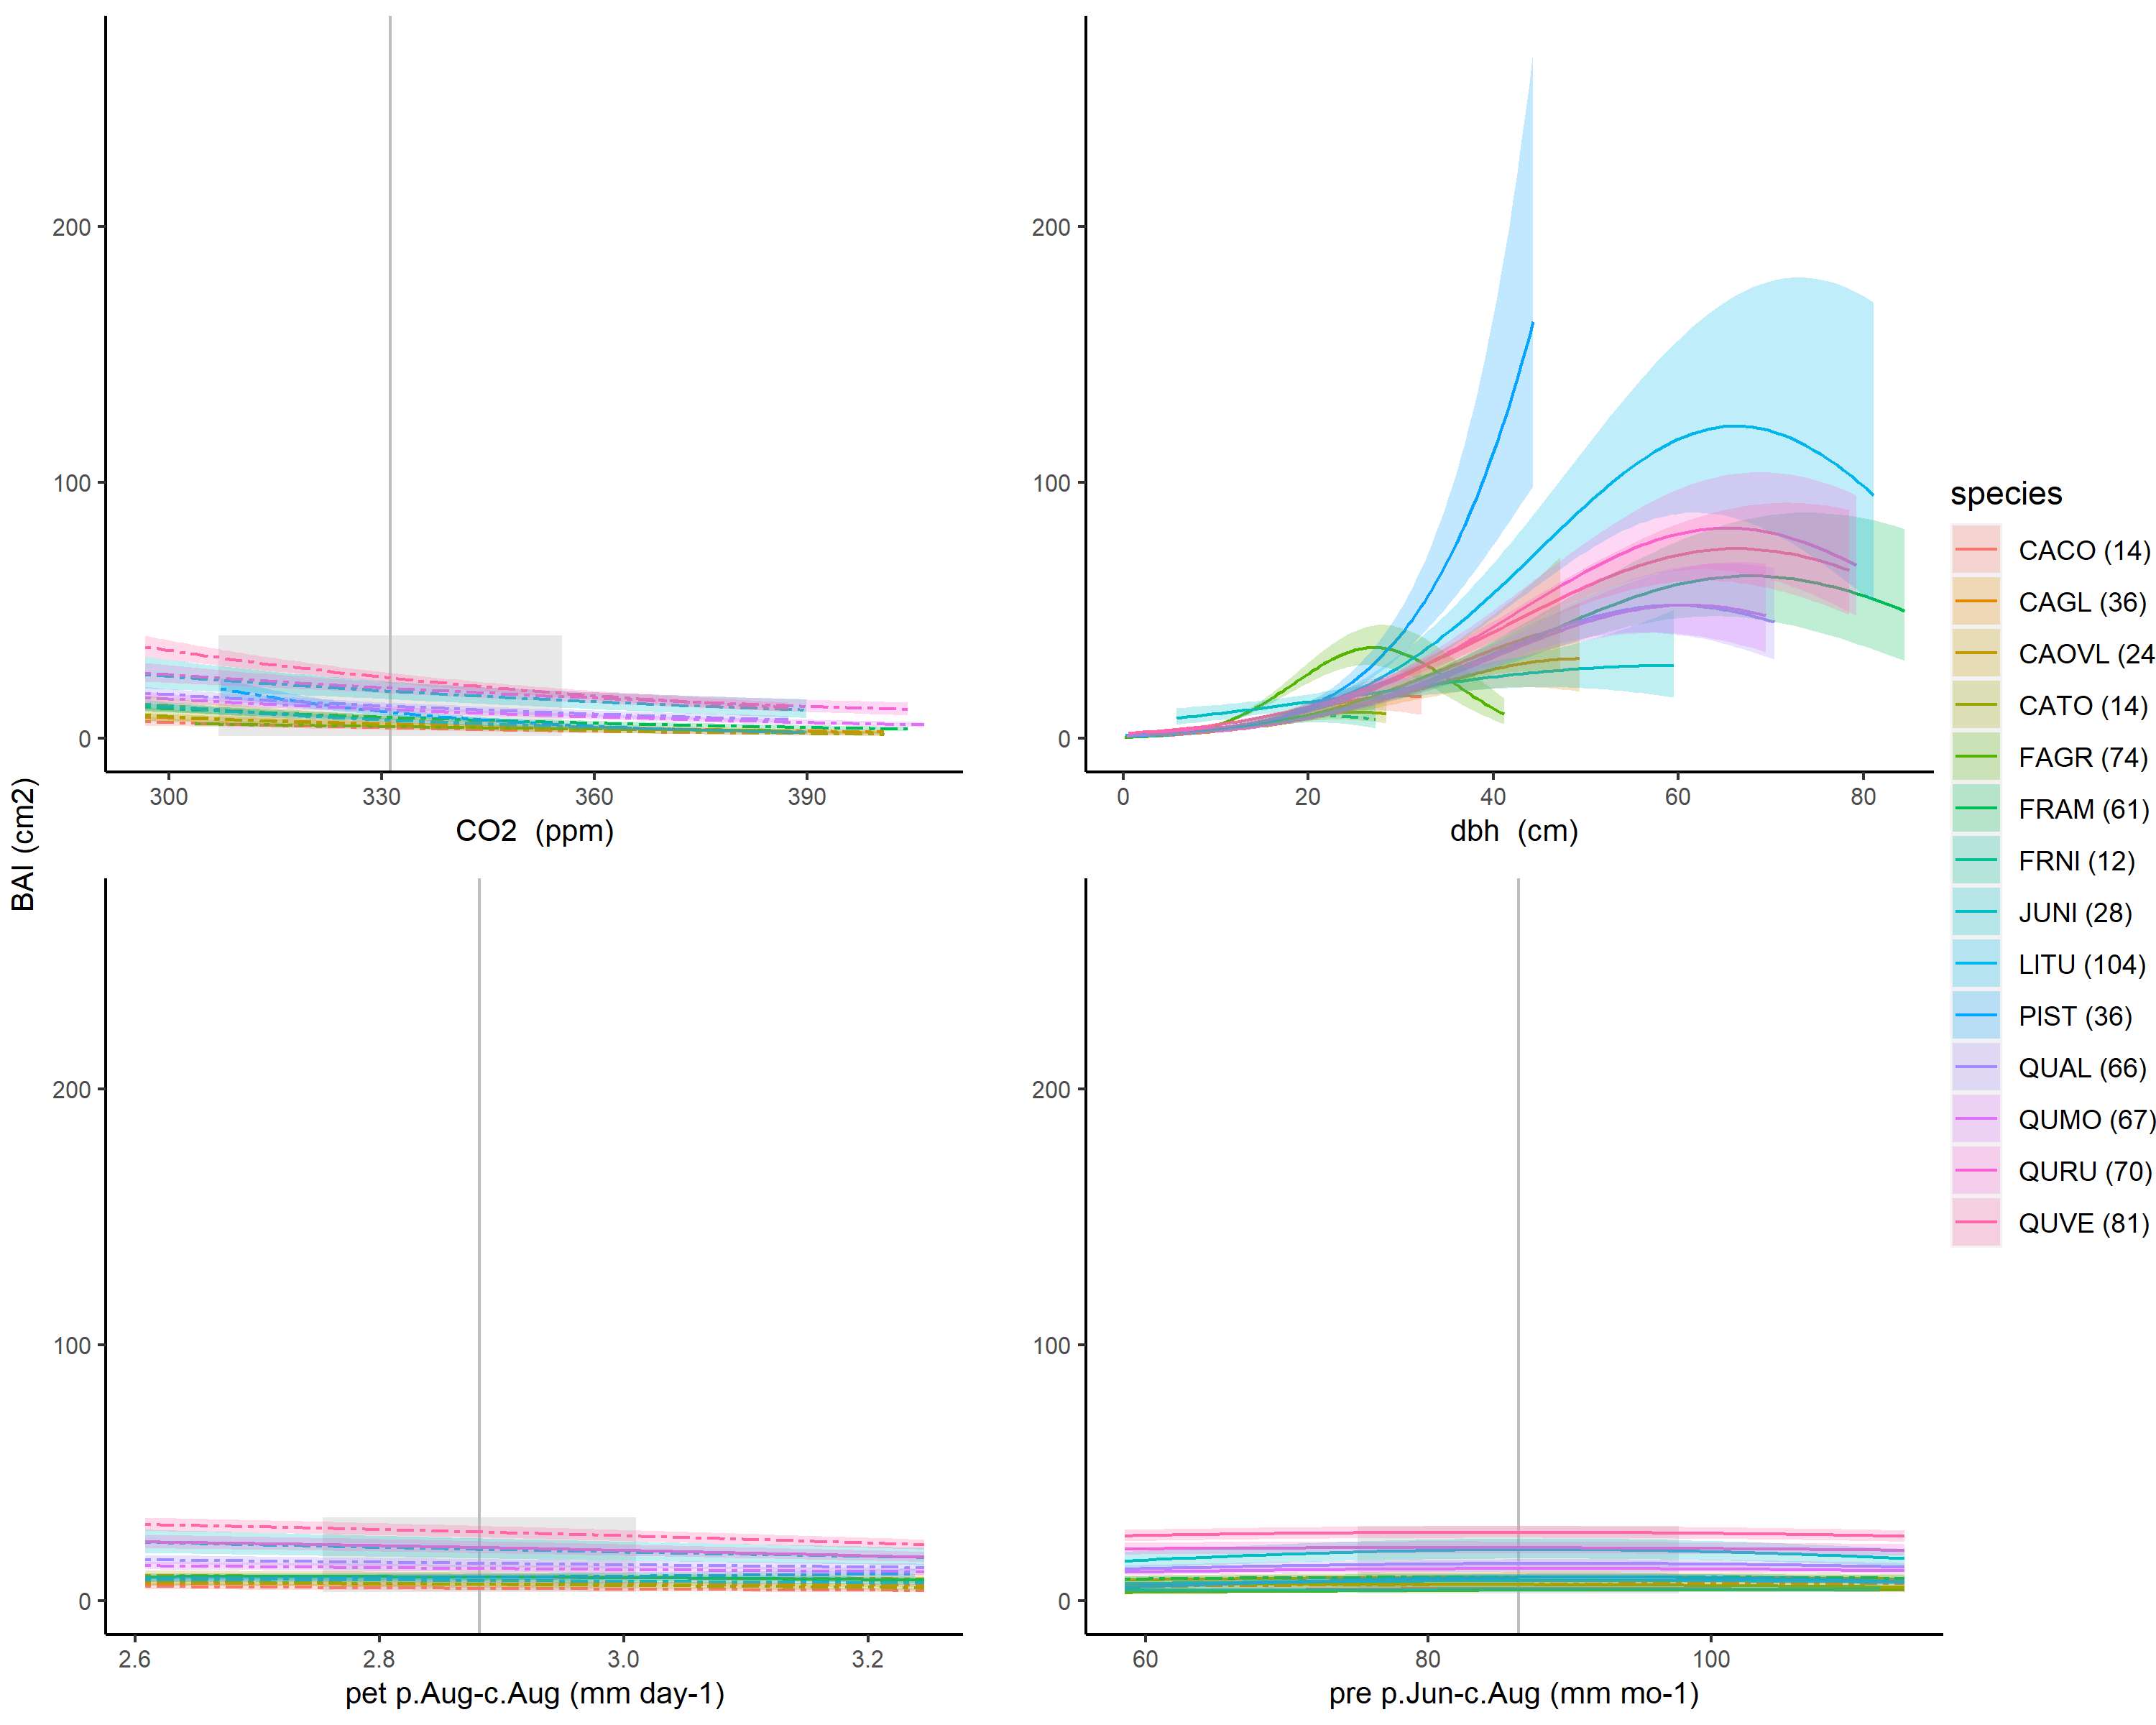 200
100
0
300 330 360 390
CO2 (ppm)
200
100
0
0 20 40 60 80
dbh (cm)
BAI (cm2)
200
100
0
2.6 2.8 3.0 3.2
pet p.Aug-c.Aug (mm day-1)
200
100
0
60 80 100
pre p.Jun-c.Aug (mm mo-1)
species
CACO (14)
CAGL (36)
CAOVL (24
CATO (14)
FAGR (74)
FRAM (61)
FRNI (12)
JUNI (28)
LITU (104)
PIST (36)
QUAL (66)
QUMO (67)
QURU (70)
QUVE (81)